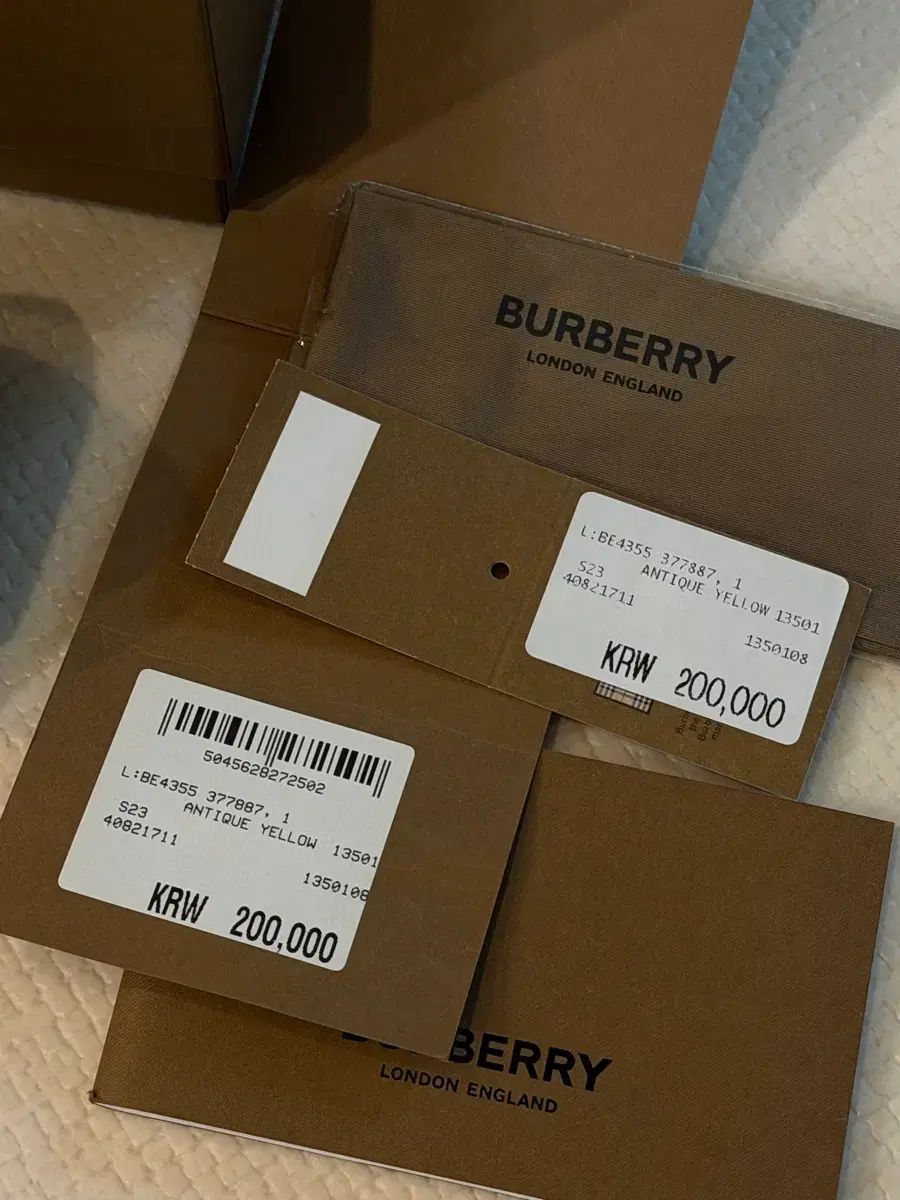 BURBERRY
LONDON ENGLAND
L:BE4355 377887, 1
S23 ANTIQUE YELLOW 13501
40821711
1350108
KRW 200,000
5045628272502
L:BE4355 377887, 1
S23 ANTIQUE YELLOW 13501
40821711
1350108
KRW 200,000
BURBERRY
LONDON ENGLAND